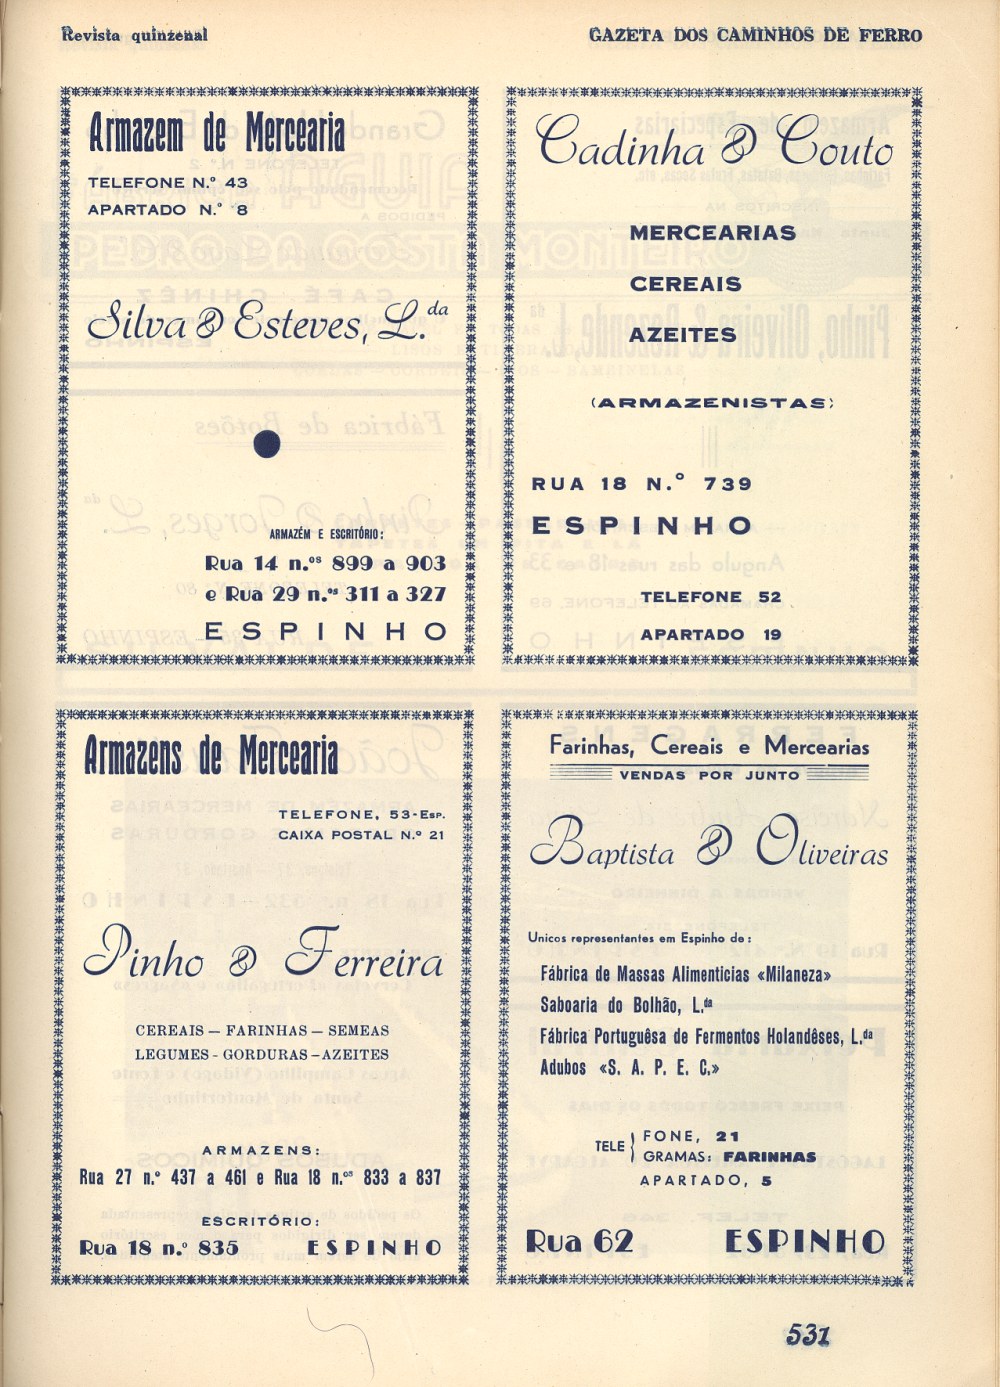 Revista quinzenal
GAZETA DOS CAMINHOS DE FERRO
Armazem de Mercearia
TELEFONE N.º 43
APARTADO N.º 8
Silva & Esteves, L.da
ARMAZÉM E ESCRITÓRIO:
Rua 14 n.os 899 a 903
e Rua 29 n.os 311 a 327
ESPINHO
Cadinha & Couto
MERCEARIAS
CEREAIS
AZEITES
(ARMAZENISTAS)
RUA 18 N.º 739
ESPINHO
TELEFONE 52
APARTADO 19
Armazens de Mercearia
TELEFONE, 53-Esp.
CAIXA POSTAL N.º 21
Pinho & Ferreira
CEREAIS — FARINHAS — SEMEAS
LEGUMES - GORDURAS — AZEITES
ARMAZENS:
Rua 27 n.º 437 a 461 e Rua 18 n.os 833 a 837
ESCRITÓRIO:
Rua 18 n.º 835 ESPINHO
Farinhas, Cereais e Mercearias
VENDAS POR JUNTO
Baptista & Oliveiras
Unicos representantes em Espinho de:
Fábrica de Massas Alimenticias «Milaneza»
Saboaria do Bolhão, L.da
Fábrica Portuguêsa de Fermentos Holandêses, L.da
Adubos «S. A. P. E. C.»
TELE } FONE, 21
GRAMAS: FARINHAS
APARTADO, 5
Rua 62 ESPINHO
531